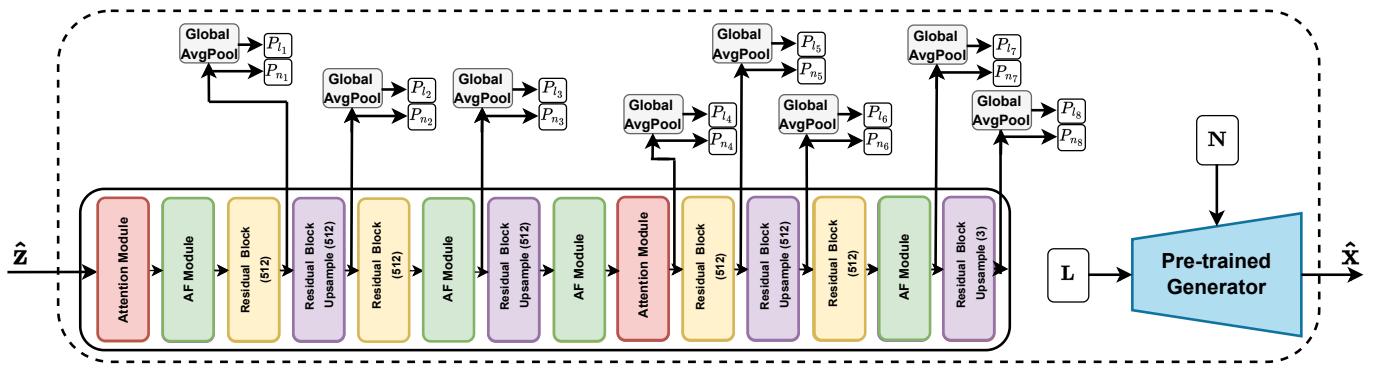 Global
AvgPool
P_{l_1}
P_{n_1}
Global
AvgPool
P_{l_2}
P_{n_2}
Global
AvgPool
P_{l_3}
P_{n_3}
Global
AvgPool
P_{l_4}
P_{n_4}
Global
AvgPool
P_{l_5}
P_{n_5}
Global
AvgPool
P_{l_6}
P_{n_6}
Global
AvgPool
P_{l_7}
P_{n_7}
Global
AvgPool
P_{l_8}
P_{n_8}
ẑ
Attention Module
AF Module
Residual Block
(512)
Residual Block
Upsample (512)
Residual Block
(512)
AF Module
Residual Block
Upsample (512)
AF Module
Attention Module
Residual Block
(512)
Residual Block
Upsample (512)
Residual Block
(512)
AF Module
Residual Block
Upsample (3)
N
L
Pre-trained
Generator
x̂